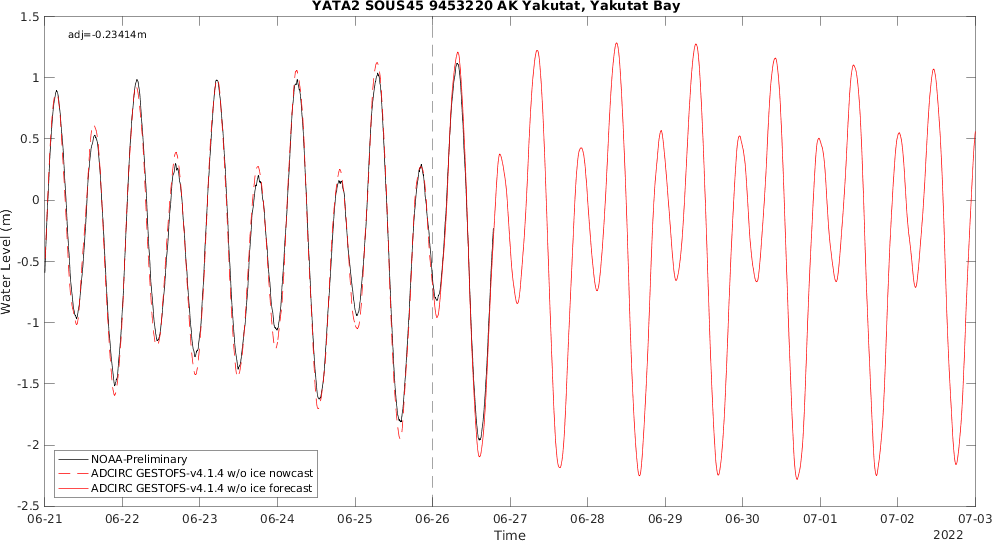 YATA2 SOUS45 9453220 AK Yakutat, Yakutat Bay
adj=-0.23414m
1.5
1
0.5
0
-0.5
-1
-1.5
-2
-2.5
Water Level (m)
NOAA-Preliminary
ADCIRC GESTOFS-v4.1.4 w/o ice nowcast
ADCIRC GESTOFS-v4.1.4 w/o ice forecast
06-21 06-22 06-23 06-24 06-25 06-26 06-27 06-28 06-29 06-30 07-01 07-02 07-03
Time
2022